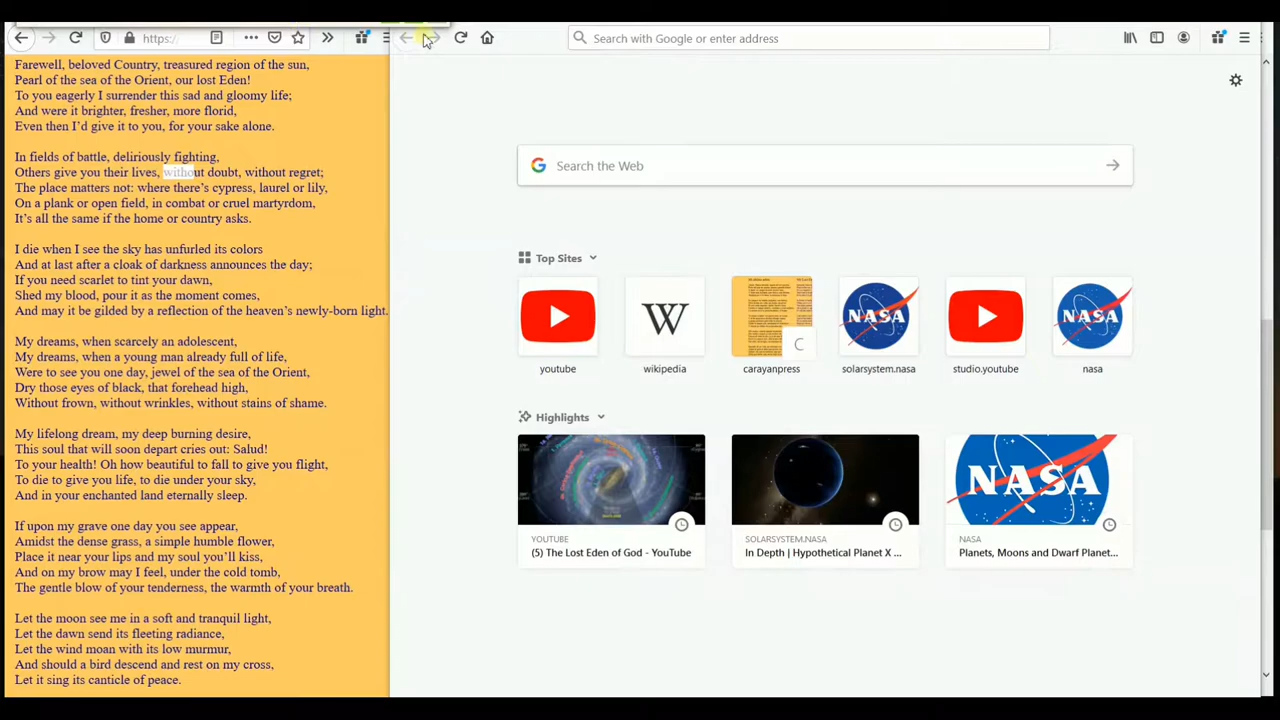 https://
Search with Google or enter address
Farewell, beloved Country, treasured region of the sun,
Pearl of the sea of the Orient, our lost Eden!
To you eagerly I surrender this sad and gloomy life;
And were it brighter, fresher, more florid,
Even then I'd give it to you, for your sake alone.
In fields of battle, deliriously fighting,
Others give you their lives, without doubt, without regret;
The place matters not: where there's cypress, laurel or lily,
On a plank or open field, in combat or cruel martyrdom,
It's all the same if the home or country asks.
I die when I see the sky has unfurled its colors
And at last after a cloak of darkness announces the day;
If you need scarlet to tint your dawn,
Shed my blood, pour it as the moment comes,
And may it be gilded by a reflection of the heaven's newly-born light.
My dreams, when scarcely an adolescent,
My dreams, when a young man already full of life,
Were to see you one day, jewel of the sea of the Orient,
Dry those eyes of black, that forehead high,
Without frown, without wrinkles, without stains of shame.
My lifelong dream, my deep burning desire,
This soul that will soon depart cries out: Salud!
To your health! Oh how beautiful to fall to give you flight,
To die to give you life, to die under your sky,
And in your enchanted land eternally sleep.
If upon my grave one day you see appear,
Amidst the dense grass, a simple humble flower,
Place it near your lips and my soul you'll kiss,
And on my brow may I feel, under the cold tomb,
The gentle blow of your tenderness, the warmth of your breath.
Let the moon see me in a soft and tranquil light,
Let the dawn send its fleeting radiance,
Let the wind moan with its low murmur,
And should a bird descend and rest on my cross,
Let it sing its canticle of peace.
Search the Web
Top Sites
W
C
NASA
NASA
youtube
wikipedia
carayanpress
solarsystem.nasa
studio.youtube
nasa
Highlights
NASA
YOUTUBE
(5) The Lost Eden of God - YouTube
SOLARSYSTEM.NASA
In Depth | Hypothetical Planet X ...
NASA
Planets, Moons and Dwarf Planet...